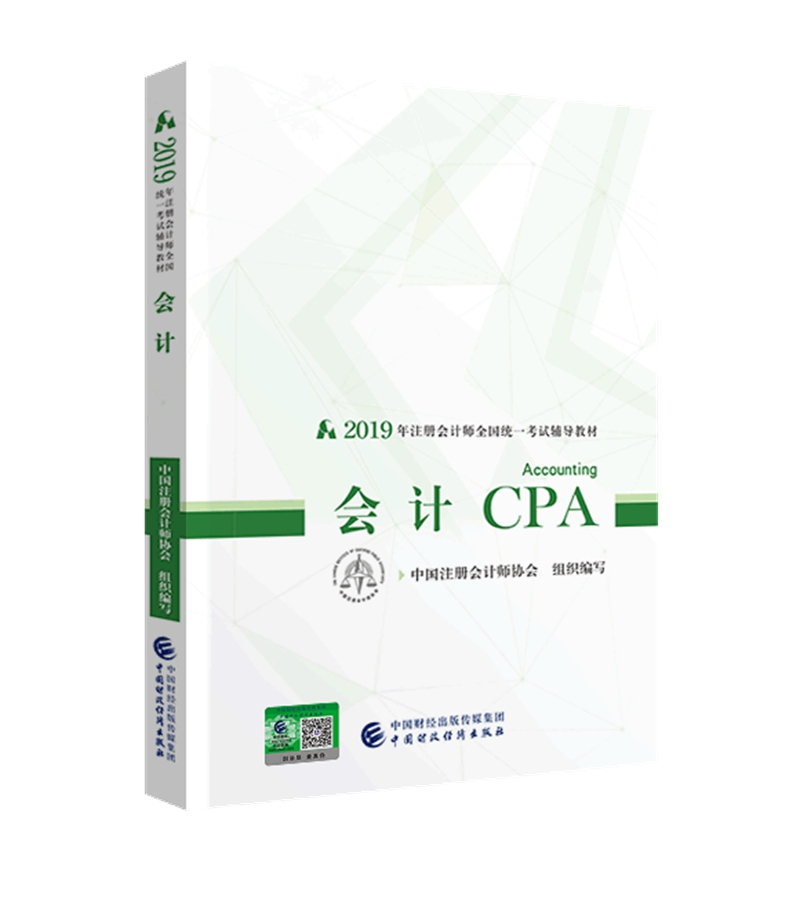 2019
年注册会计师全国
统一考试辅导教材
会计
中国注册会计师协会 组织编写
中国财经出版传媒集团
中国财政经济出版社
2019年注册会计师全国统一考试辅导教材
Accounting
会计 CPA
中国注册会计师协会 组织编写
中国财经出版传媒集团
中国财政经济出版社